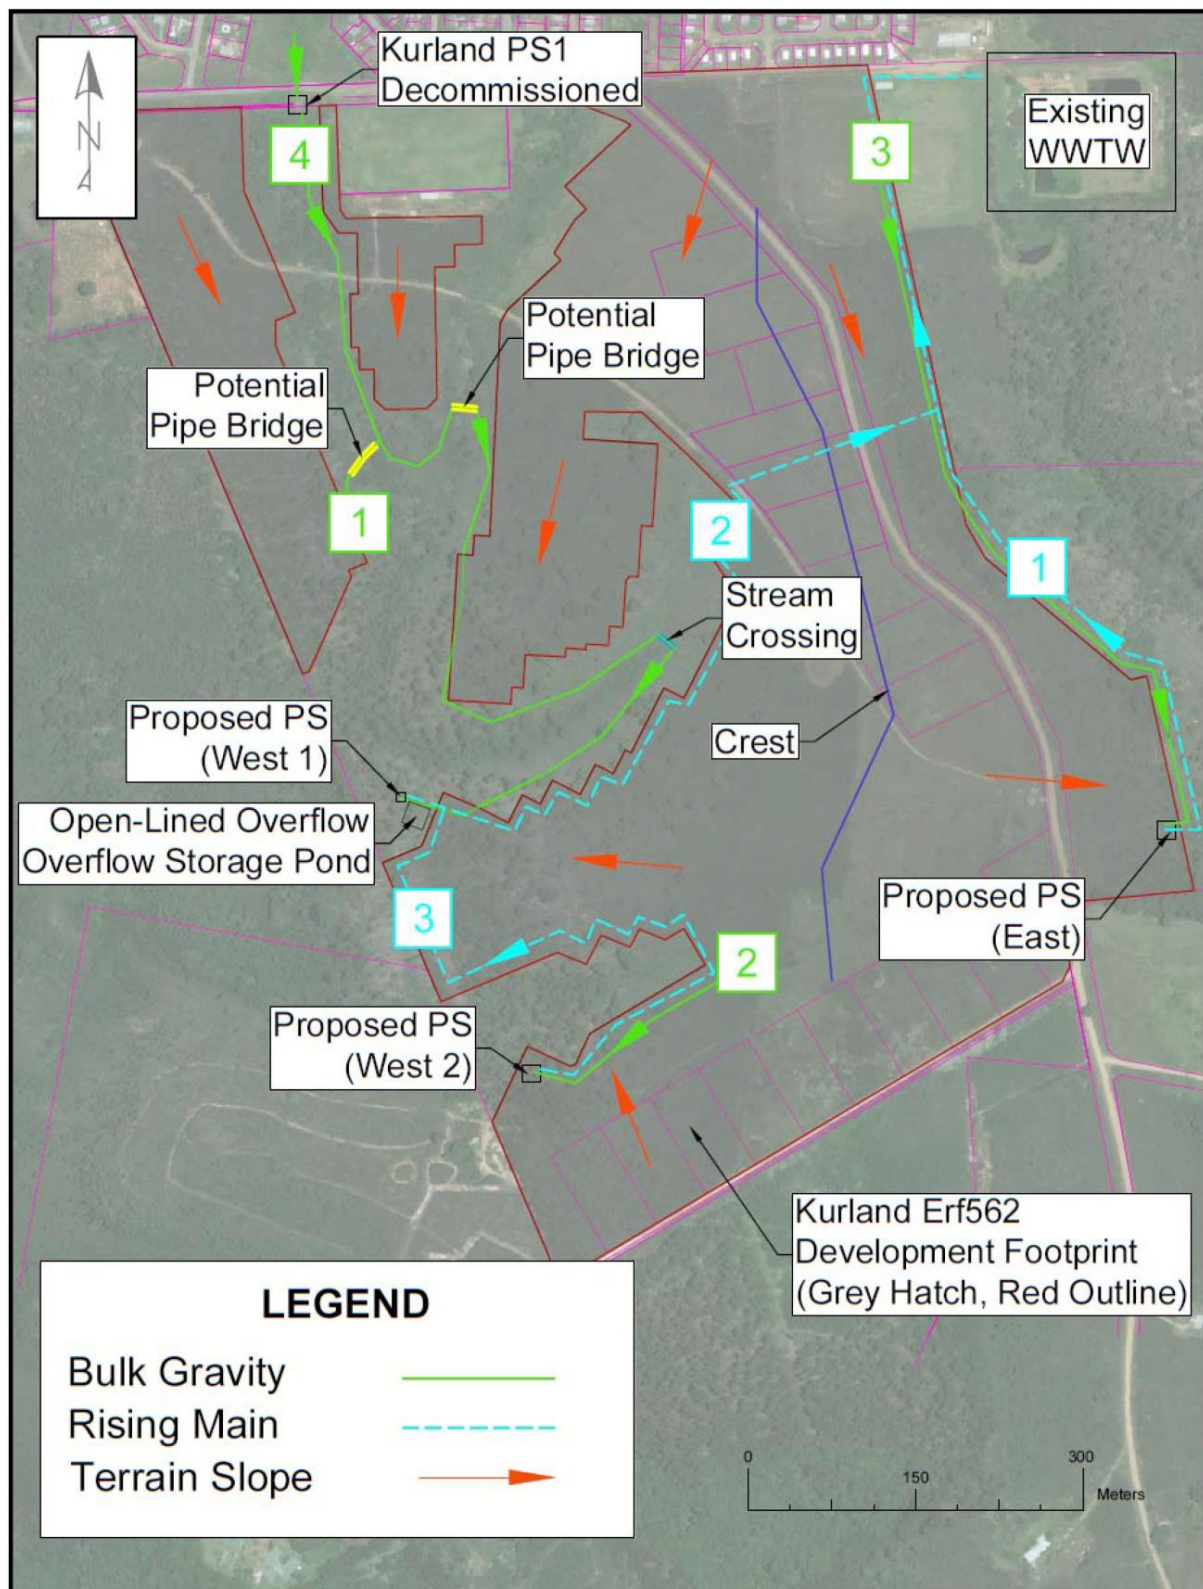 Kurland PS1
Decommissioned
N
4
3
Existing
WWTW
Potential
Pipe Bridge
Potential
Pipe Bridge
1
2
1
Stream
Crossing
Proposed PS
(West 1)
Crest
Open-Lined Overflow
Overflow Storage Pond
3
Proposed PS
(East)
2
Proposed PS
(West 2)
Kurland Erf562
Development Footprint
(Grey Hatch, Red Outline)
LEGEND
Bulk Gravity
Rising Main
Terrain Slope
0
300
150
Meters